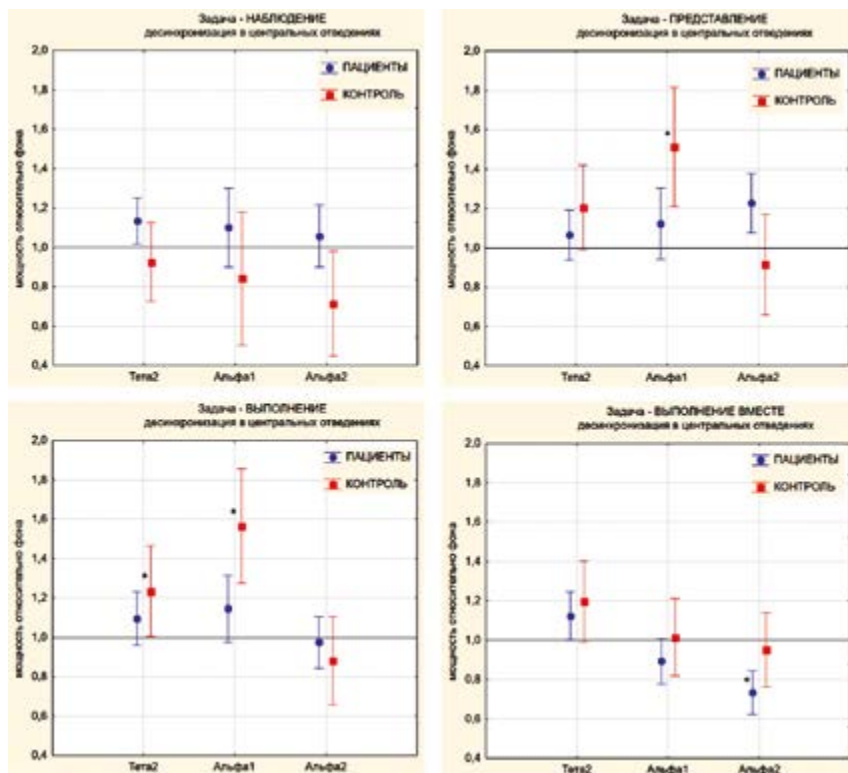 Задача - НАБЛЮДЕНИЕ
десинхронизация в центральных отведениях
мощность относительно фона
2,0
1,8
1,6
1,4
1,2
1,0
0,8
0,6
0,4
ПАЦИЕНТЫ
КОНТРОЛЬ
Тета2 Альфа1 Альфа2
Задача - ПРЕДСТАВЛЕНИЕ
десинхронизация в центральных отведениях
мощность относительно фона
2,0
1,8
1,6
1,4
1,2
1,0
0,8
0,6
0,4
ПАЦИЕНТЫ
КОНТРОЛЬ
*
Тета2 Альфа1 Альфа2
Задача - ВЫПОЛНЕНИЕ
десинхронизация в центральных отведениях
мощность относительно фона
2,0
1,8
1,6
1,4
1,2
1,0
0,8
0,6
0,4
ПАЦИЕНТЫ
КОНТРОЛЬ
*
*
Тета2 Альфа1 Альфа2
Задача - ВЫПОЛНЕНИЕ ВМЕСТЕ
десинхронизация в центральных отведениях
мощность относительно фона
2,0
1,8
1,6
1,4
1,2
1,0
0,8
0,6
0,4
ПАЦИЕНТЫ
КОНТРОЛЬ
*
Тета2 Альфа1 Альфа2